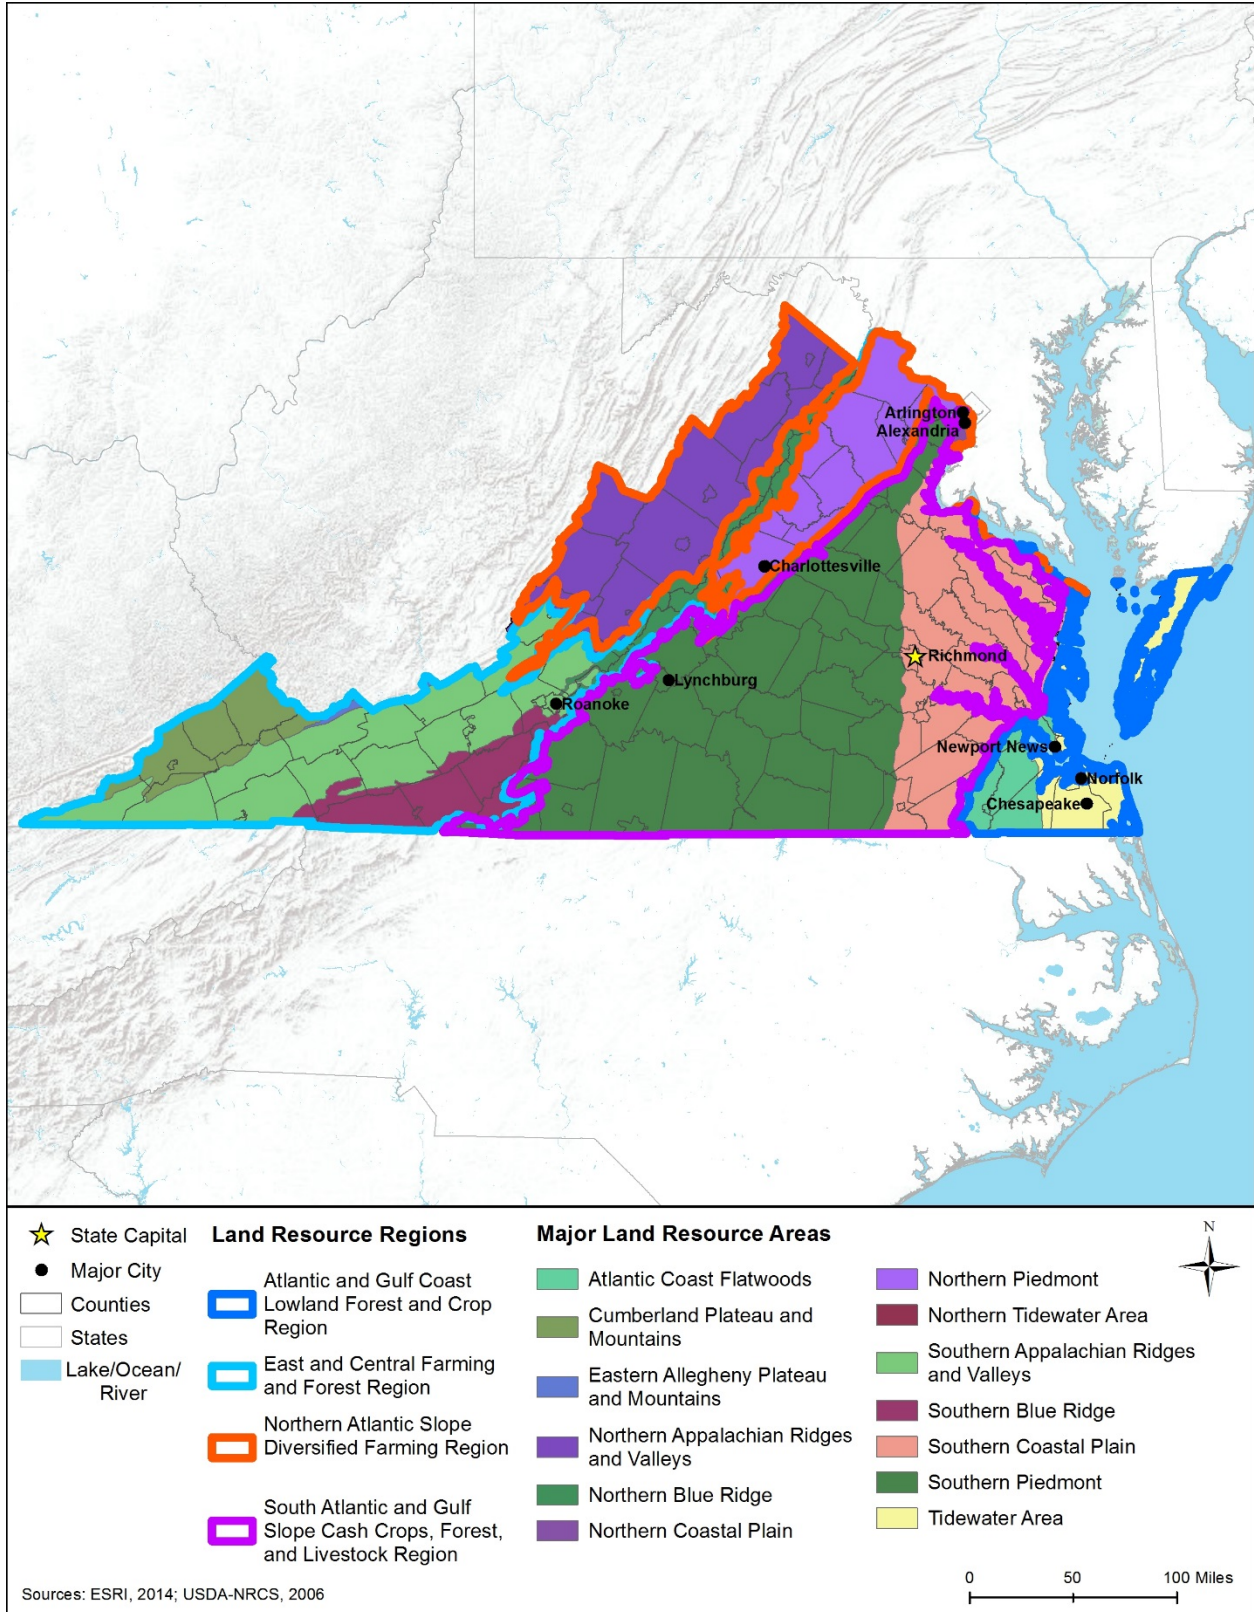 Arlington
Alexandria
Charlottesville
Richmond
Lynchburg
Roanoke
Newport News
Norfolk
Chesapeake
State Capital
Major City
Counties
States
Lake/Ocean/
River
Land Resource Regions
Atlantic and Gulf Coast
Lowland Forest and Crop
Region
East and Central Farming
and Forest Region
Northern Atlantic Slope
Diversified Farming Region
South Atlantic and Gulf
Slope Cash Crops, Forest,
and Livestock Region
Major Land Resource Areas
Atlantic Coast Flatwoods
Cumberland Plateau and
Mountains
Eastern Allegheny Plateau
and Mountains
Northern Appalachian Ridges
and Valleys
Northern Blue Ridge
Northern Coastal Plain
Northern Piedmont
Northern Tidewater Area
Southern Appalachian Ridges
and Valleys
Southern Blue Ridge
Southern Coastal Plain
Southern Piedmont
Tidewater Area
N
0 50 100 Miles
Sources: ESRI, 2014; USDA-NRCS, 2006